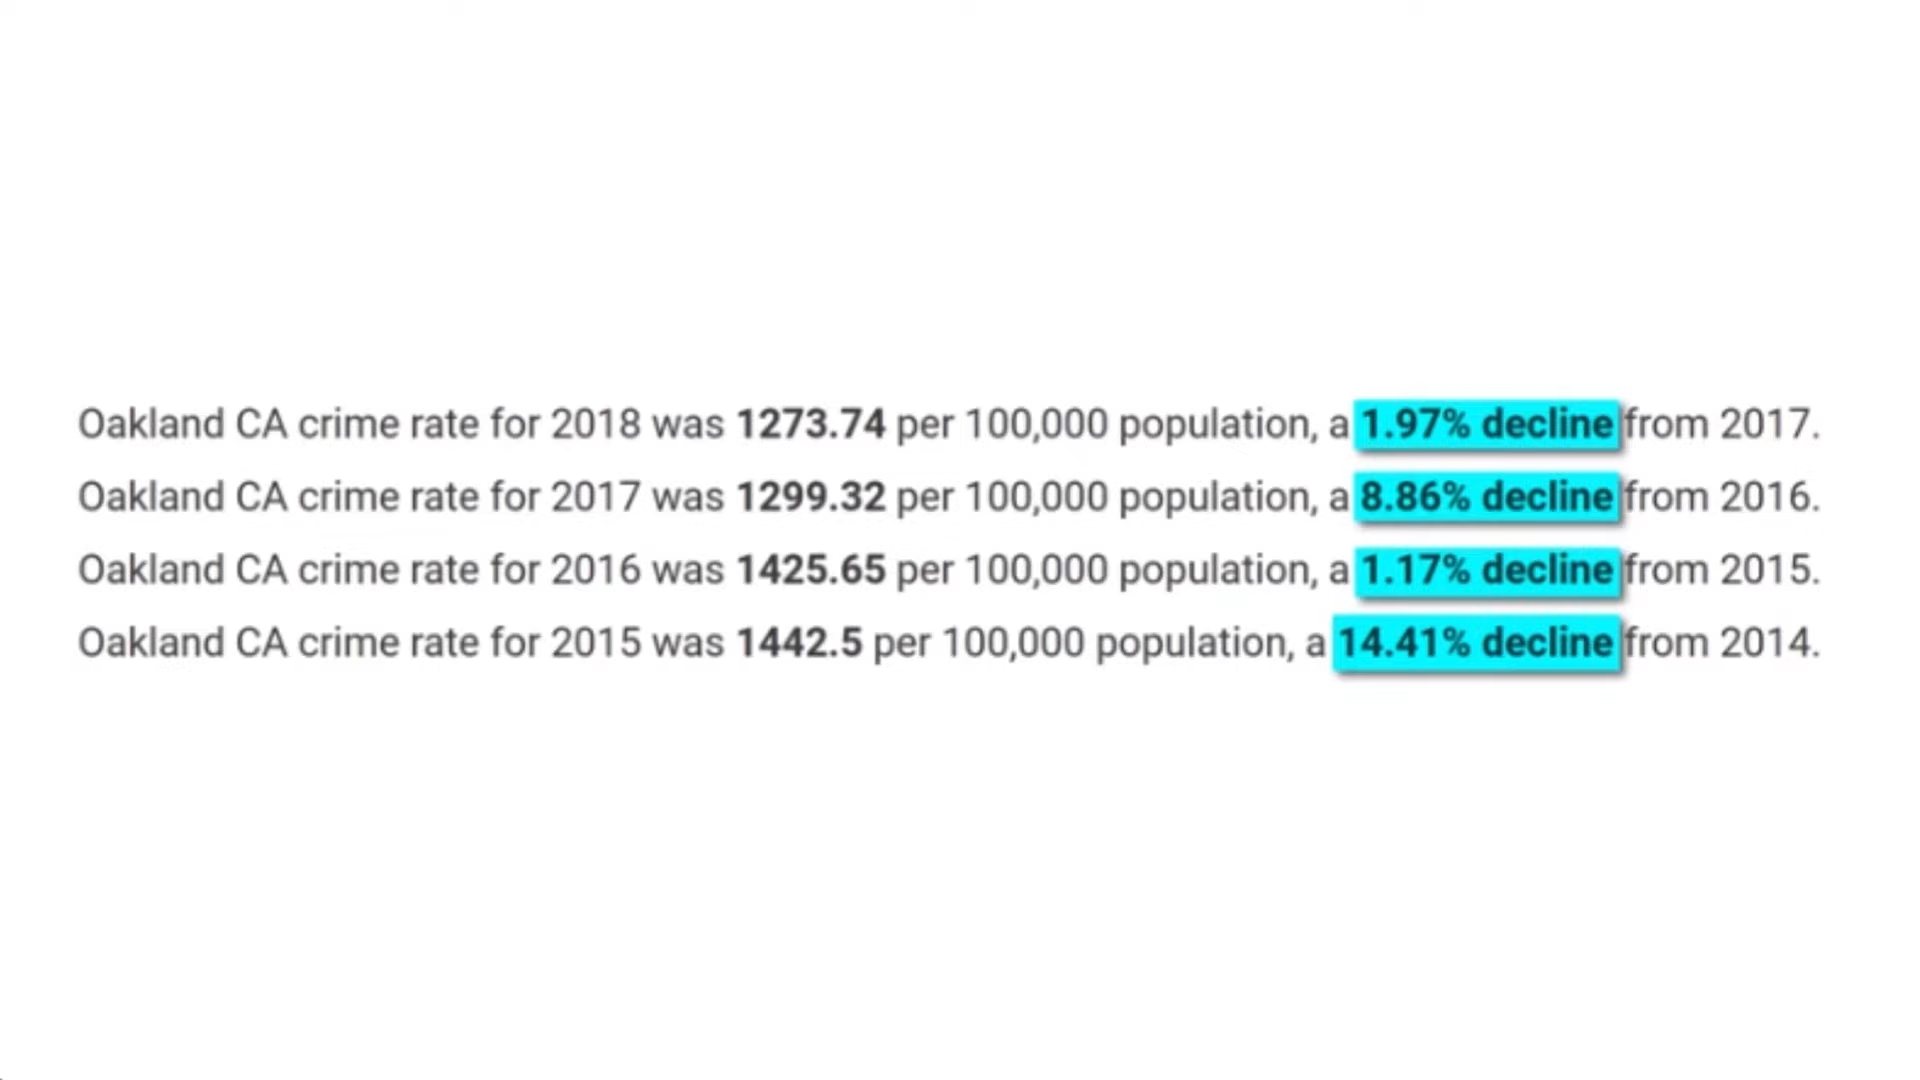 Oakland CA crime rate for 2018 was 1273.74 per 100,000 population, a 1.97% decline from 2017.
Oakland CA crime rate for 2017 was 1299.32 per 100,000 population, a 8.86% decline from 2016.
Oakland CA crime rate for 2016 was 1425.65 per 100,000 population, a 1.17% decline from 2015.
Oakland CA crime rate for 2015 was 1442.5 per 100,000 population, a 14.41% decline from 2014.